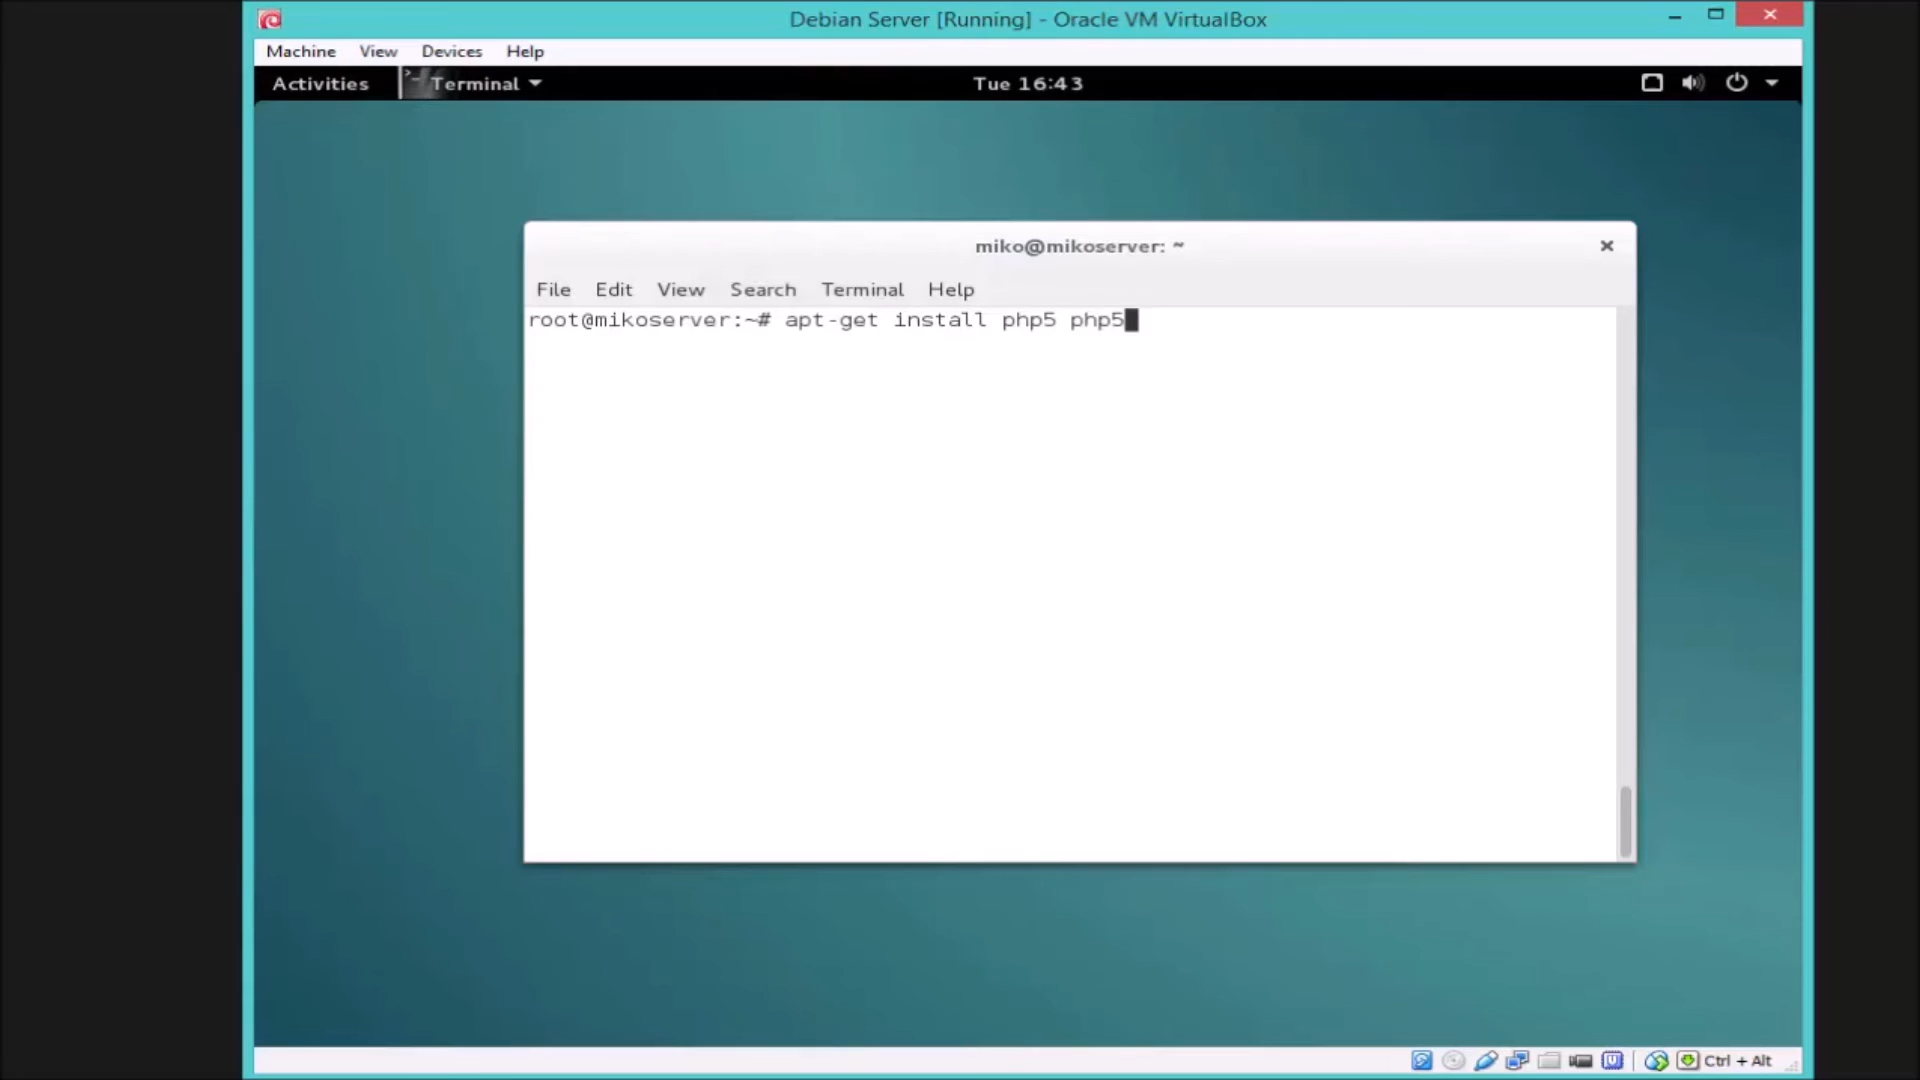 Debian Server [Running] - Oracle VM VirtualBox
Machine View Devices Help
Activities Terminal Tue 16:43
miko@mikoserver: ~
File Edit View Search Terminal Help
root@mikoserver:~# apt-get install php5 php5
Ctrl + Alt